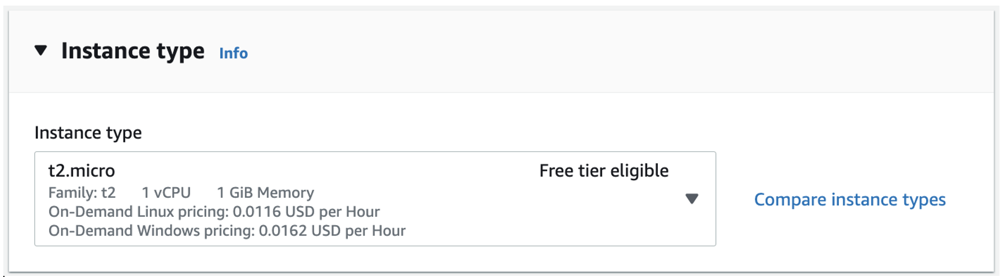 Instance type Info
Instance type
t2.micro Free tier eligible
Family: t2 1 vCPU 1 GiB Memory
On-Demand Linux pricing: 0.0116 USD per Hour
On-Demand Windows pricing: 0.0162 USD per Hour
Compare instance types